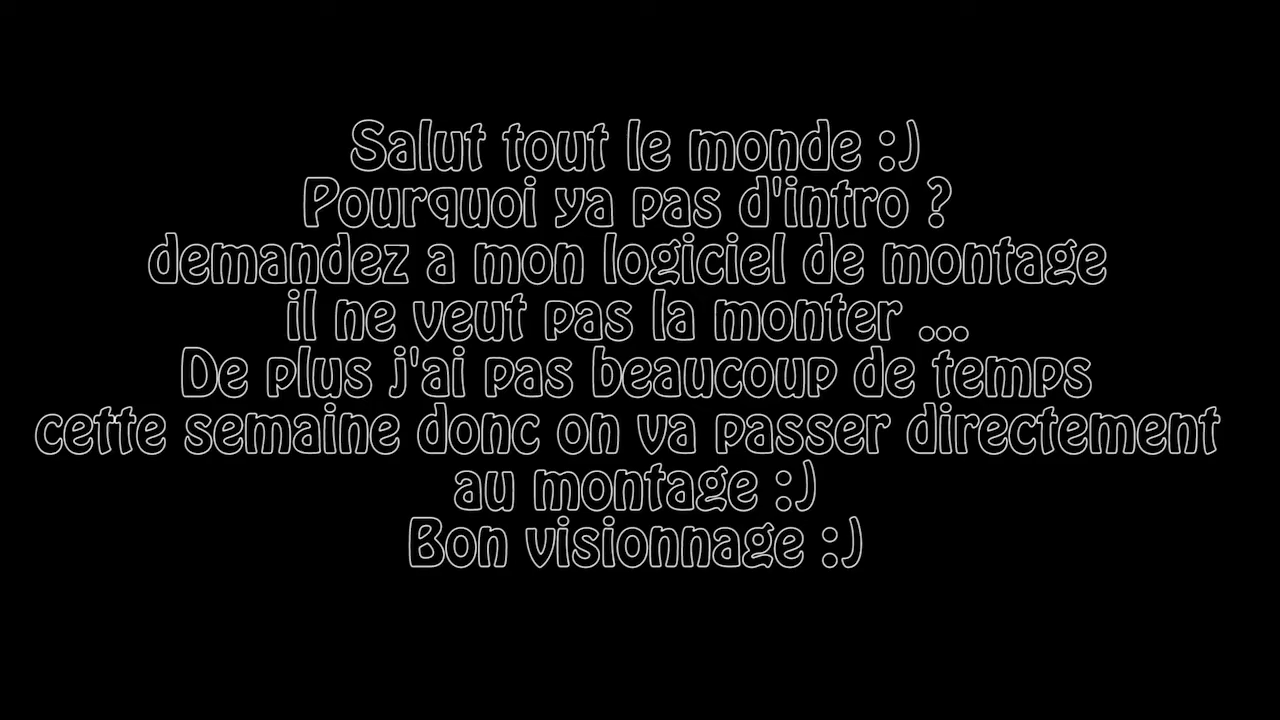 Salut tout le monde :)
Pourquoi ya pas d'intro ?
demandez a mon logiciel de montage
il ne veut pas la monter ...
De plus j'ai pas beaucoup de temps
cette semaine donc on va passer directement
au montage :)
Bon visionnage :)